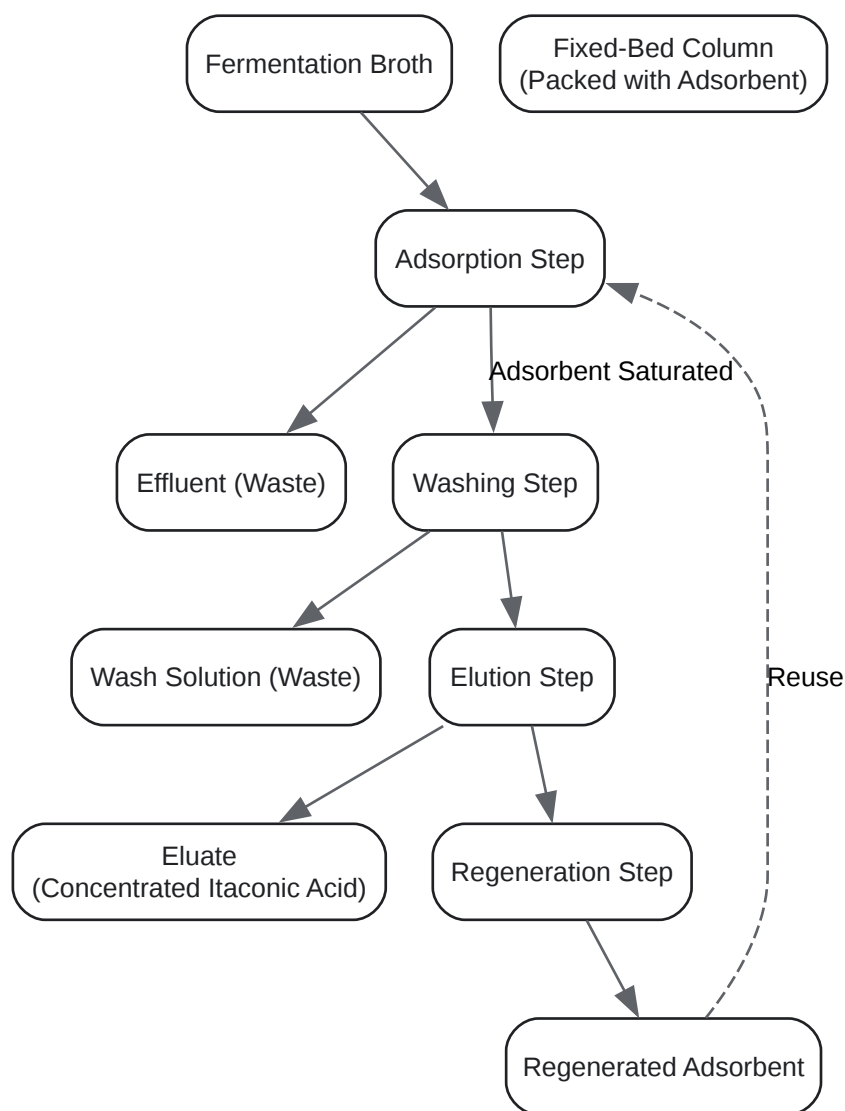 Fermentation Broth
Fixed-Bed Column
(Packed with Adsorbent)
Adsorption Step
Adsorbent Saturated
Effluent (Waste)
Washing Step
Wash Solution (Waste)
Elution Step
Reuse
Eluate
(Concentrated Itaconic Acid)
Regeneration Step
Regenerated Adsorbent